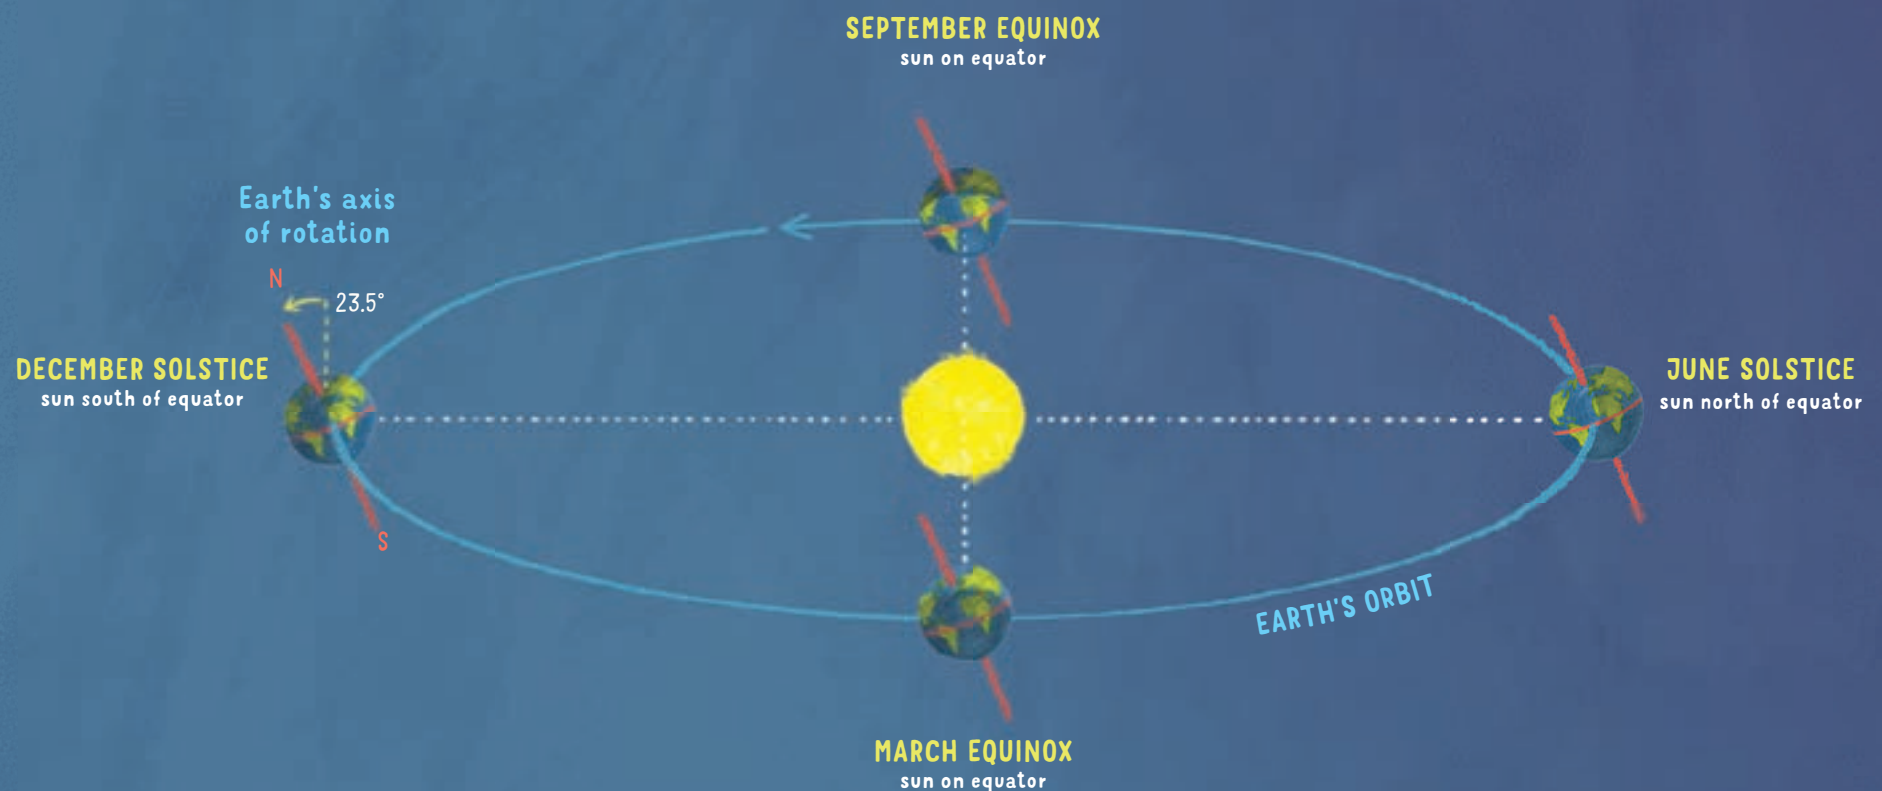 SEPTEMBER EQUINOX
sun on equator
Earth's axis
of rotation
N
23.5°
DECEMBER SOLSTICE
sun south of equator
JUNE SOLSTICE
sun north of equator
S
EARTH'S ORBIT
MARCH EQUINOX
sun on equator